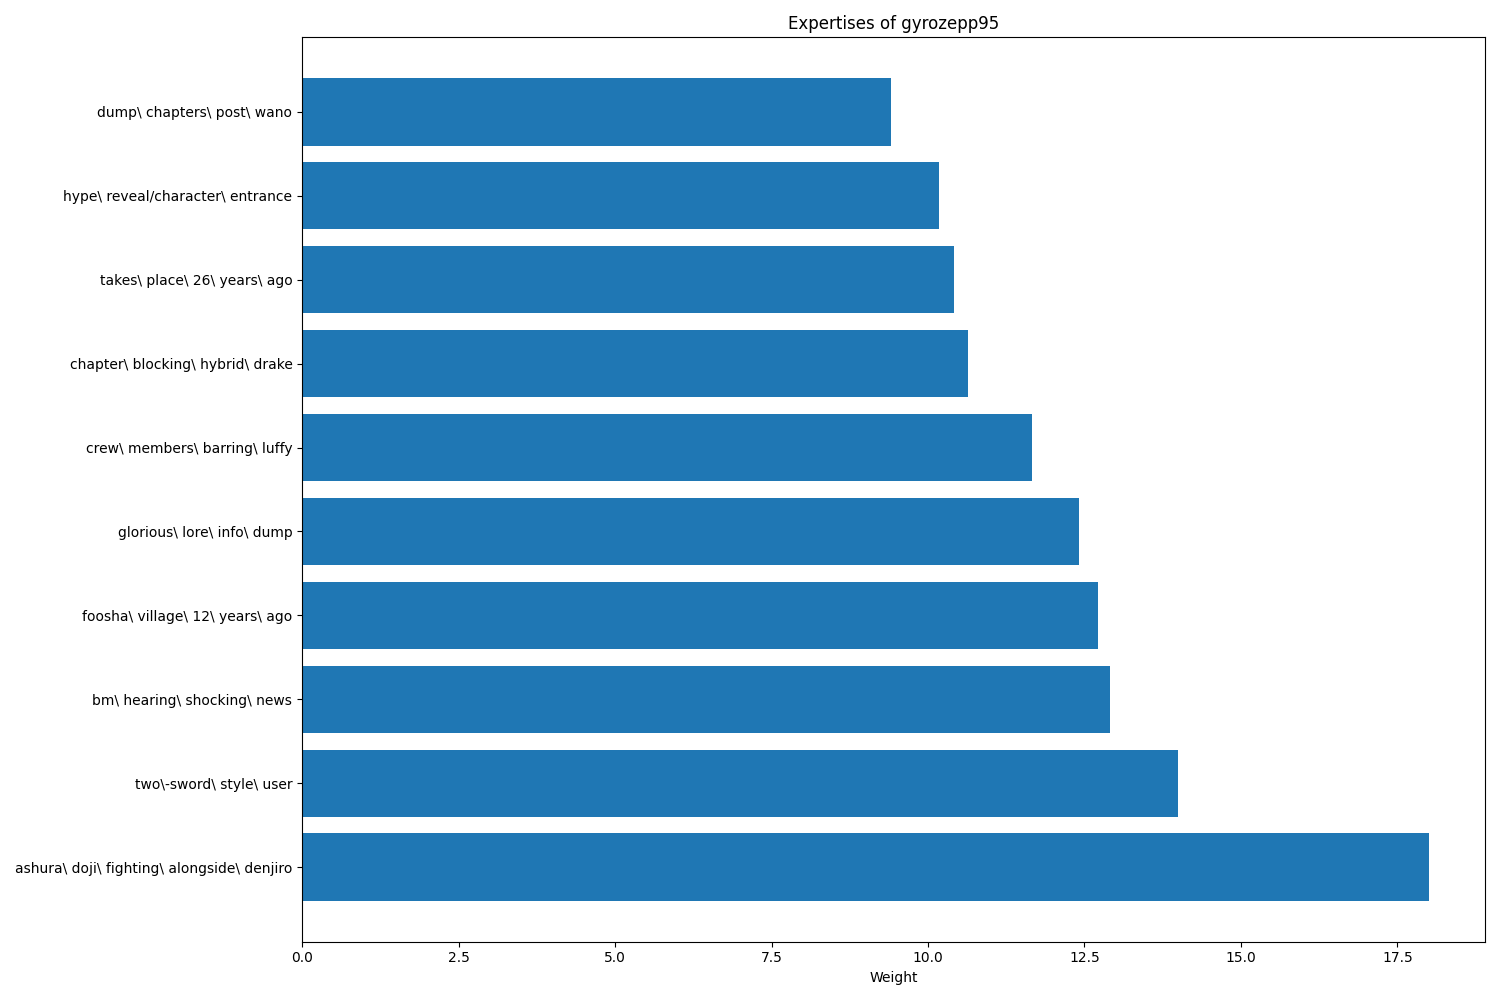 Expertises of gyrozepp95
dump\ chapters\ post\ wano
hype\ reveal/character\ entrance
takes\ place\ 26\ years\ ago
chapter\ blocking\ hybrid\ drake
crew\ members\ barring\ luffy
glorious\ lore\ info\ dump
foosha\ village\ 12\ years\ ago
bm\ hearing\ shocking\ news
two\-sword\ style\ user
ashura\ doji\ fighting\ alongside\ denjiro
0.0 2.5 5.0 7.5 10.0 12.5 15.0 17.5
Weight